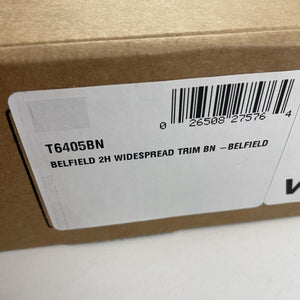 0 26508 27576 4
T6405BN
BELFIELD 2H WIDESPREAD TRIM BN – BELFIELD